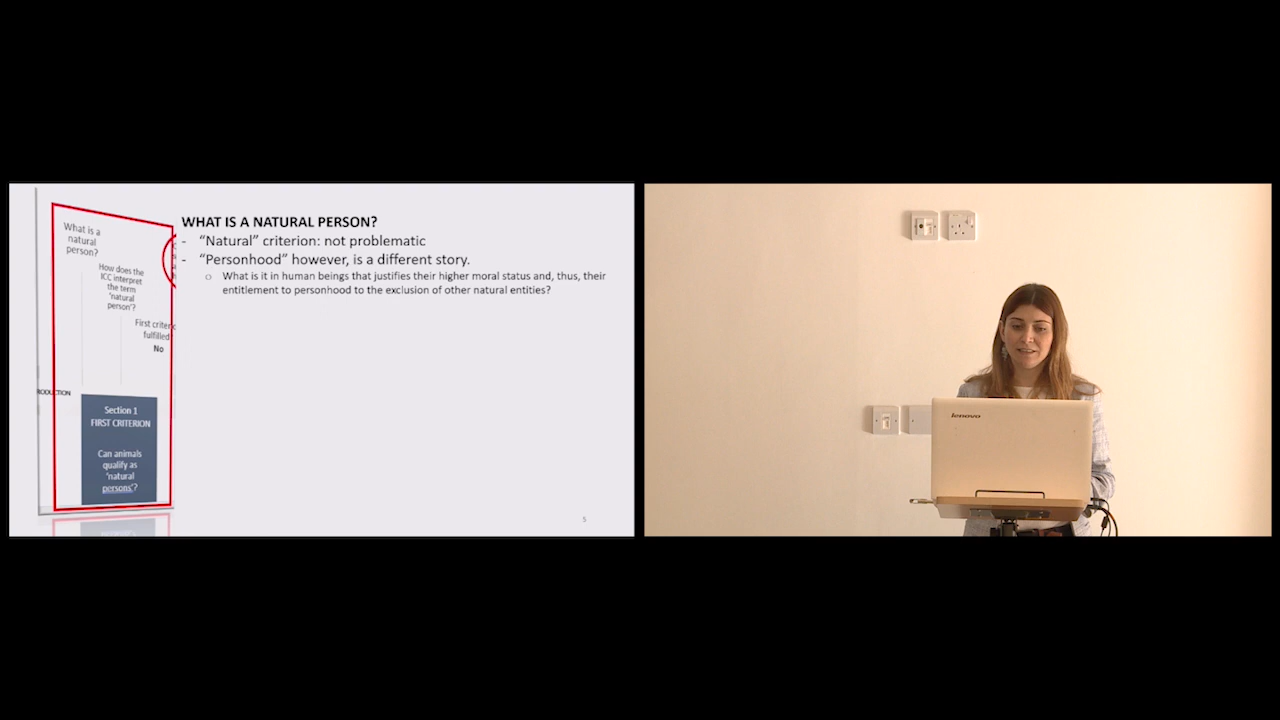 WHAT IS A NATURAL PERSON?
- “Natural” criterion: not problematic
- “Personhood” however, is a different story.
o What is it in human beings that justifies their higher moral status and, thus, their
entitlement to personhood to the exclusion of other natural entities?
What is a
natural
person?
How does the
ICC interpret
the term
‘natural
person’?
First
fulfilled
No
Section 1
FIRST CRITERION
Can animals
qualify as
‘natural
persons’?
5
lenovo